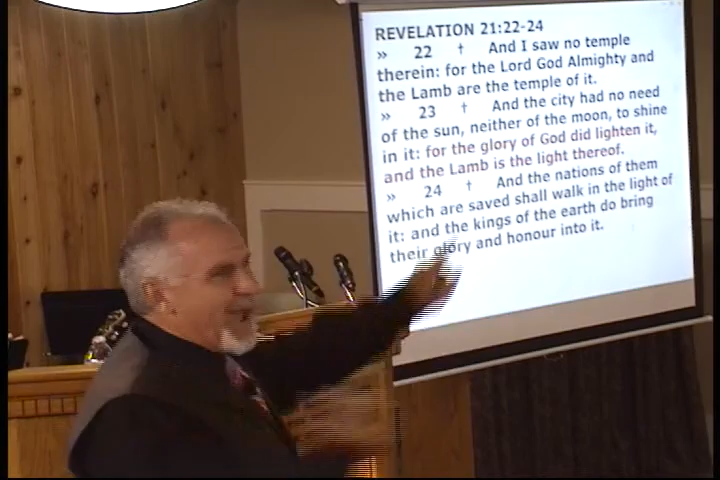 REVELATION 21:22-24
» 22 † And I saw no temple
therein: for the Lord God Almighty and
the Lamb are the temple of it.
» 23 † And the city had no need
of the sun, neither of the moon, to shine
in it: for the glory of God did lighten it,
and the Lamb is the light thereof.
» 24 † And the nations of them
which are saved shall walk in the light of
it: and the kings of the earth do bring
their glory and honour into it.